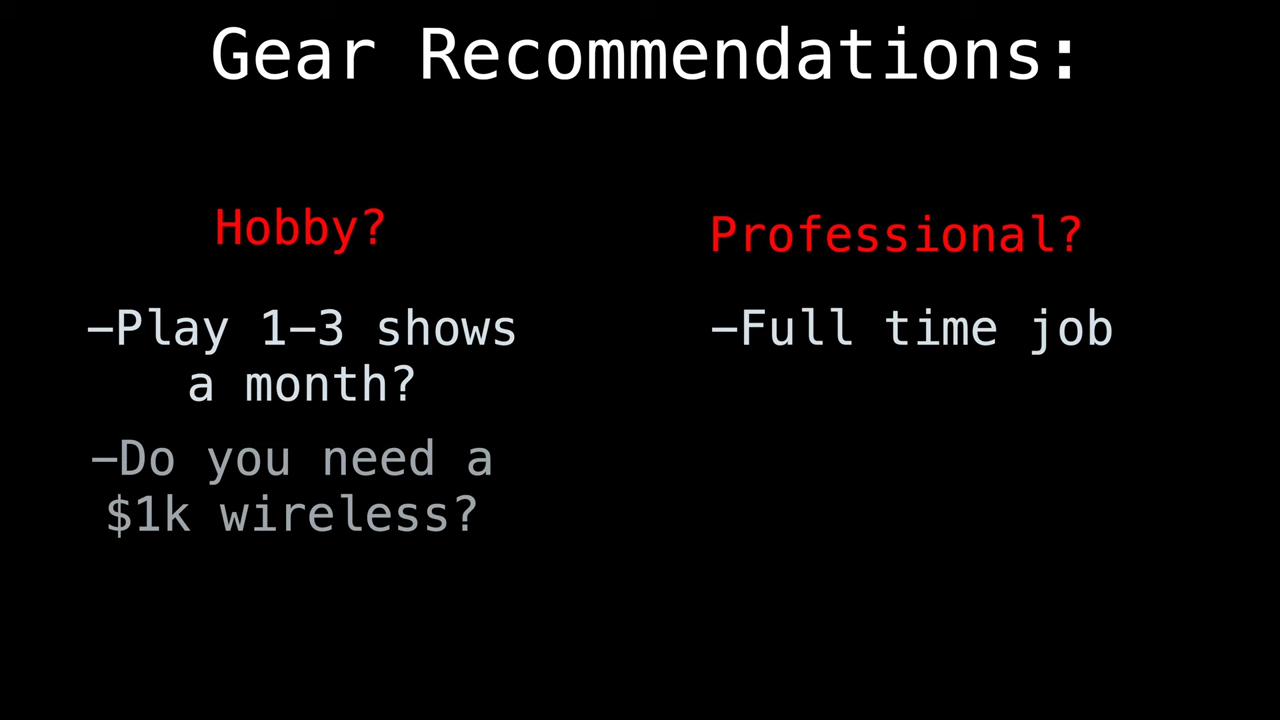 Gear Recommendations:
Hobby?
-Play 1-3 shows
a month?
-Do you need a
$1k wireless?
Professional?
-Full time job